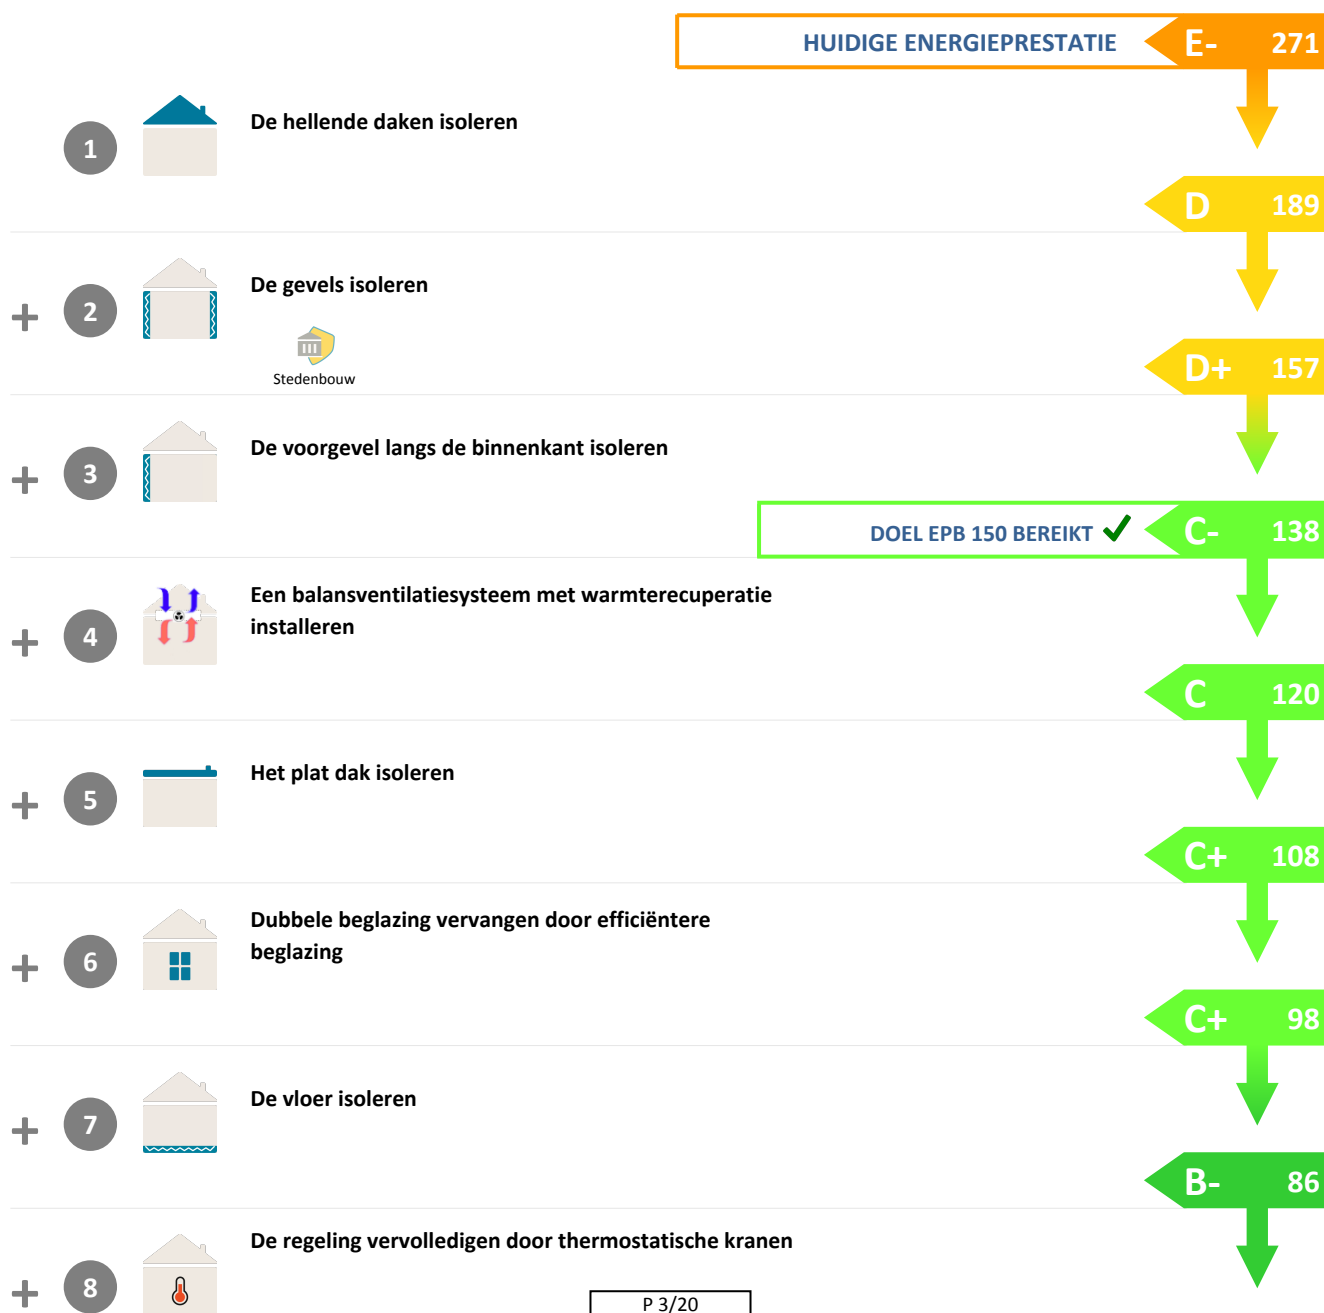 HUIDIGE ENERGIEPRESTATIE E- 271
1 De hellende daken isoleren
D 189
+ 2 De gevels isoleren
Stedenbouw
D+ 157
+ 3 De voorgevel langs de binnenkant isoleren
DOEL EPB 150 BEREIKT ✓ C- 138
+ 4 Een balansventilatiesysteem met warmterecuperatie
installeren
C 120
+ 5 Het plat dak isoleren
C+ 108
+ 6 Dubbele beglazing vervangen door efficiëntere
beglazing
C+ 98
+ 7 De vloer isoleren
B- 86
+ 8 De regeling vervolledigen door thermostatische kranen
P 3/20